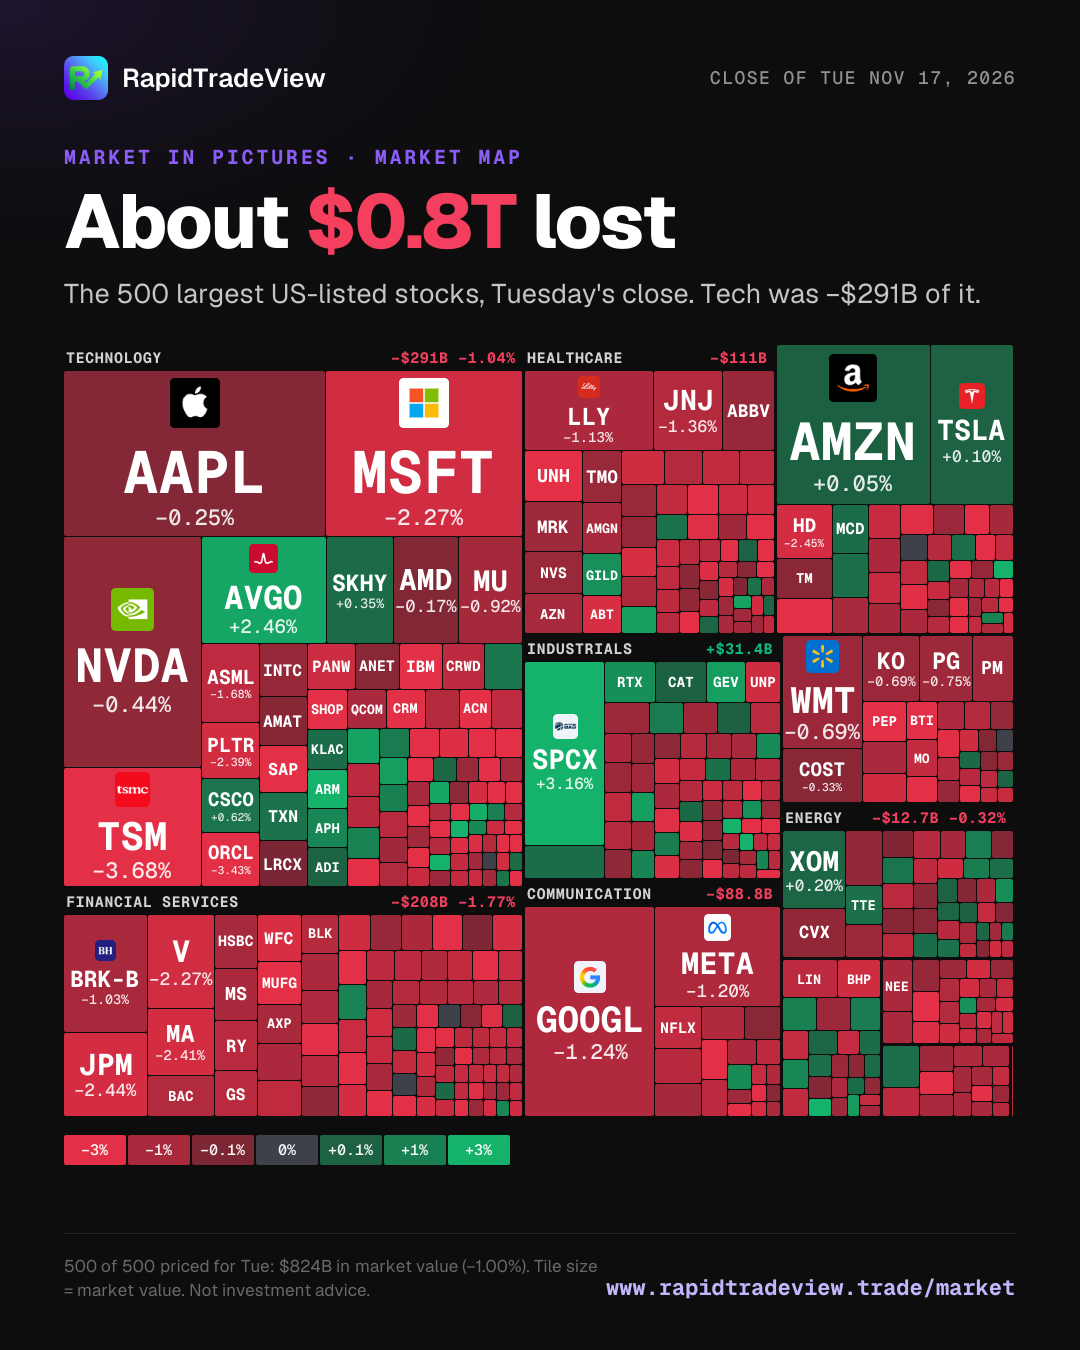 RapidTradeView
CLOSE OF TUE NOV 17, 2026
MARKET IN PICTURES · MARKET MAP
About $0.8T lost
The 500 largest US-listed stocks, Tuesday's close. Tech was −$291B of it.
TECHNOLOGY −$291B −1.04%
AAPL
−0.25%
MSFT
−2.27%
NVDA
−0.44%
AVGO
+2.46%
SKHY
+0.35%
AMD
−0.17%
MU
−0.92%
tsmc
TSM
−3.68%
ASML
−1.68%
INTC
PANW
ANET
IBM
CRWD
AMAT
SHOP
QCOM
CRM
ACN
PLTR
−2.39%
SAP
KLAC
ARM
CSCO
+0.62%
TXN
APH
ORCL
−3.43%
LRCX
ADI
HEALTHCARE −$111B
Lilly
LLY
−1.13%
JNJ
−1.36%
ABBV
UNH
TMO
MRK
AMGN
NVS
GILD
AZN
ABT
a
AMZN
+0.05%
TSLA
+0.10%
HD
−2.45%
MCD
TM
INDUSTRIALS +$31.4B
SPCX
+3.16%
RTX
CAT
GEV
UNP
WMT
−0.69%
KO
−0.69%
PG
−0.75%
PM
PEP
BTI
MO
COST
−0.33%
ENERGY −$12.7B −0.32%
XOM
+0.20%
TTE
CVX
FINANCIAL SERVICES −$208B −1.77%
BH
BRK-B
−1.03%
V
−2.27%
HSBC
WFC
BLK
MS
MUFG
MA
−2.41%
RY
AXP
JPM
−2.44%
BAC
GS
COMMUNICATION −$88.8B
G
GOOGL
−1.24%
META
−1.20%
NFLX
LIN
BHP
NEE
−3%
−1%
−0.1%
0%
+0.1%
+1%
+3%
500 of 500 priced for Tue: $824B in market value (−1.00%). Tile size
= market value. Not investment advice.
www.rapidtradeview.trade/market